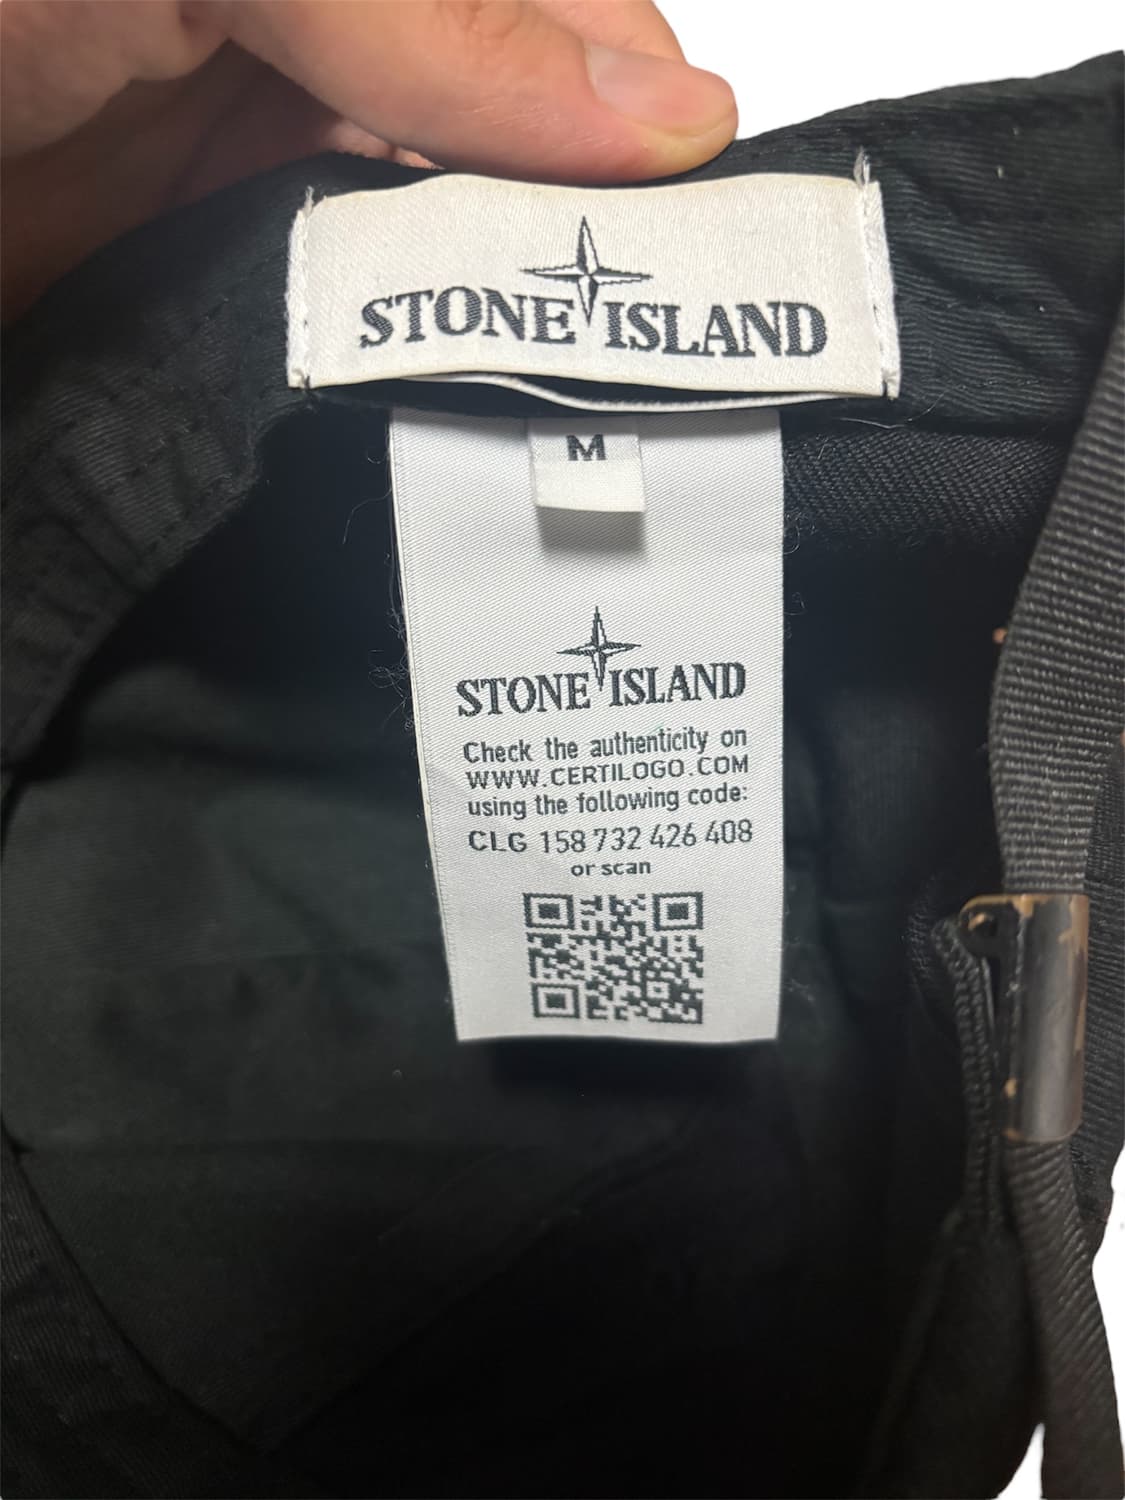 STONE ISLAND
M
STONE ISLAND
Check the authenticity on
WWW.CERTILOGO.COM
using the following code:
CLG 158 732 426 408
or scan